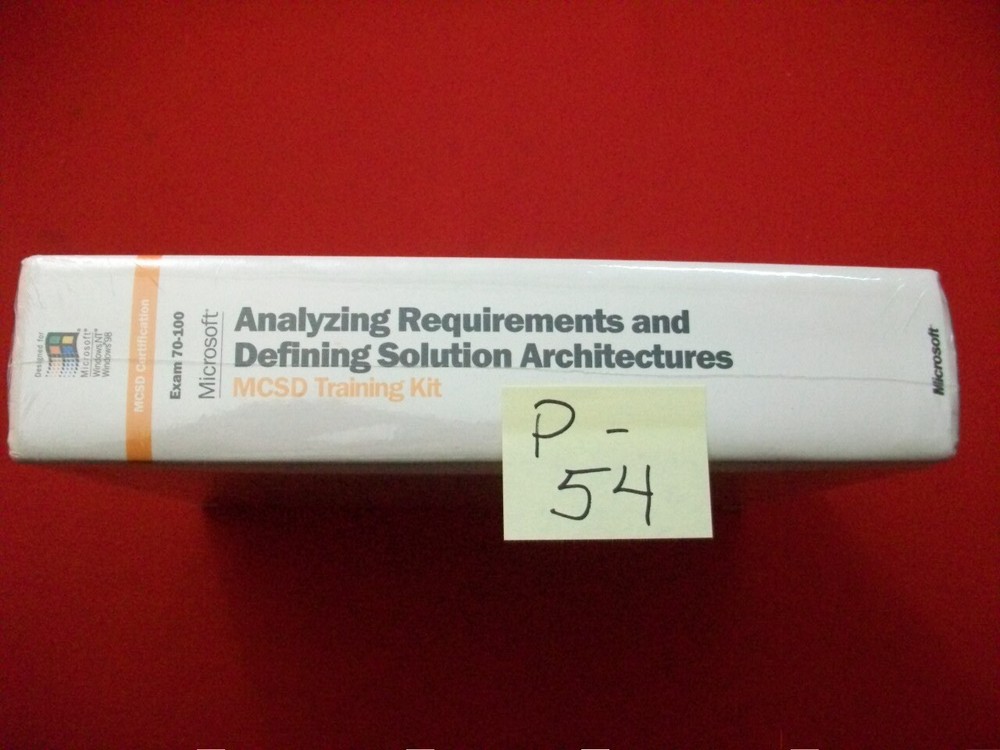 Designed for
Microsoft®
Windows NT®
Windows®98
MCSD Certification
Exam 70-100
Microsoft®
Analyzing Requirements and
Defining Solution Architectures
MCSD Training Kit
Microsoft®
P -
54